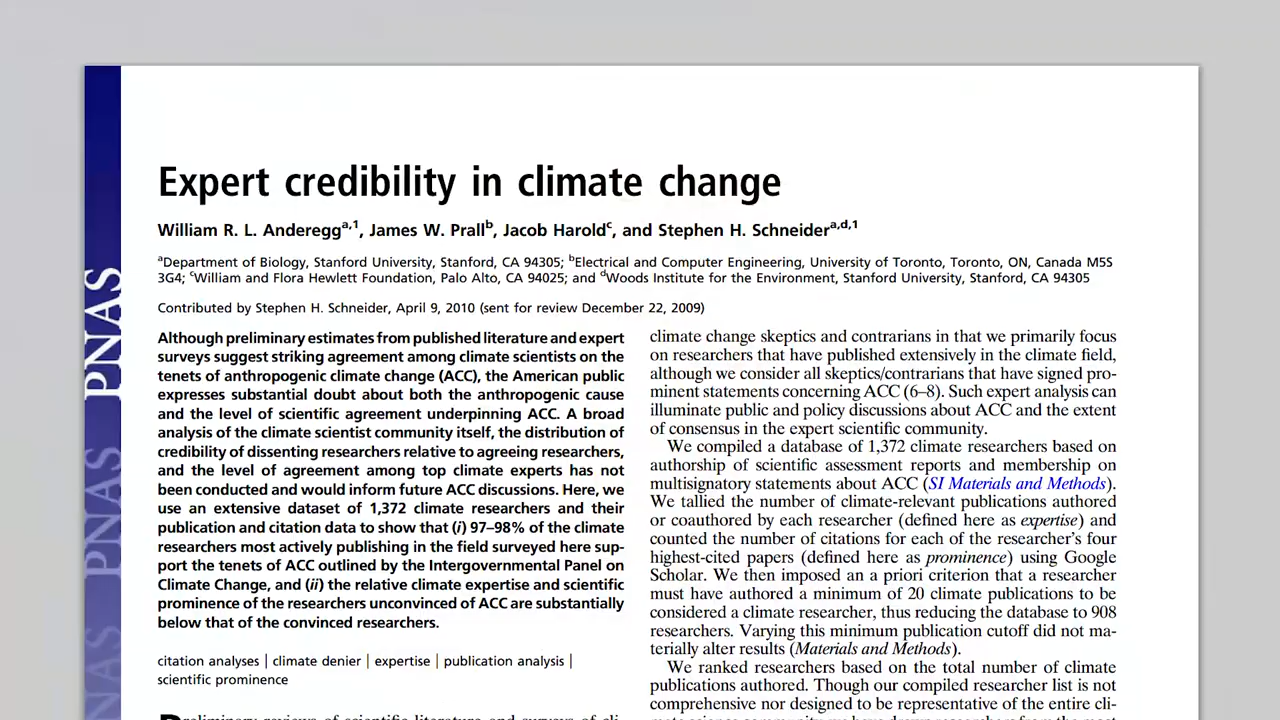 Expert credibility in climate change
William R. L. Anderegga,1, James W. Prallb, Jacob Haroldc, and Stephen H. Schneidera,d,1
aDepartment of Biology, Stanford University, Stanford, CA 94305; bElectrical and Computer Engineering, University of Toronto, Toronto, ON, Canada M5S
3G4; cWilliam and Flora Hewlett Foundation, Palo Alto, CA 94025; and dWoods Institute for the Environment, Stanford University, Stanford, CA 94305
Contributed by Stephen H. Schneider, April 9, 2010 (sent for review December 22, 2009)
Although preliminary estimates from published literature and expert
surveys suggest striking agreement among climate scientists on the
tenets of anthropogenic climate change (ACC), the American public
expresses substantial doubt about both the anthropogenic cause
and the level of scientific agreement underpinning ACC. A broad
analysis of the climate scientist community itself, the distribution of
credibility of dissenting researchers relative to agreeing researchers,
and the level of agreement among top climate experts has not
been conducted and would inform future ACC discussions. Here, we
use an extensive dataset of 1,372 climate researchers and their
publication and citation data to show that (i) 97–98% of the climate
researchers most actively publishing in the field surveyed here sup-
port the tenets of ACC outlined by the Intergovernmental Panel on
Climate Change, and (ii) the relative climate expertise and scientific
prominence of the researchers unconvinced of ACC are substantially
below that of the convinced researchers.
citation analyses | climate denier | expertise | publication analysis |
scientific prominence
Preliminary reviews of scientific literature and surveys of cli-
climate change skeptics and contrarians in that we primarily focus
on researchers that have published extensively in the climate field,
although we consider all skeptics/contrarians that have signed pro-
minent statements concerning ACC (6–8). Such expert analysis can
illuminate public and policy discussions about ACC and the extent
of consensus in the expert scientific community.
We compiled a database of 1,372 climate researchers based on
authorship of scientific assessment reports and membership on
multisignatory statements about ACC (SI Materials and Methods).
We tallied the number of climate-relevant publications authored
or coauthored by each researcher (defined here as expertise) and
counted the number of citations for each of the researcher's four
highest-cited papers (defined here as prominence) using Google
Scholar. We then imposed an a priori criterion that a researcher
must have authored a minimum of 20 climate publications to be
considered a climate researcher, thus reducing the database to 908
researchers. Varying this minimum publication cutoff did not ma-
terially alter results (Materials and Methods).
We ranked researchers based on the total number of climate
publications authored. Though our compiled researcher list is not
comprehensive nor designed to be representative of the entire cli-
PNAS
PNAS
PNAS